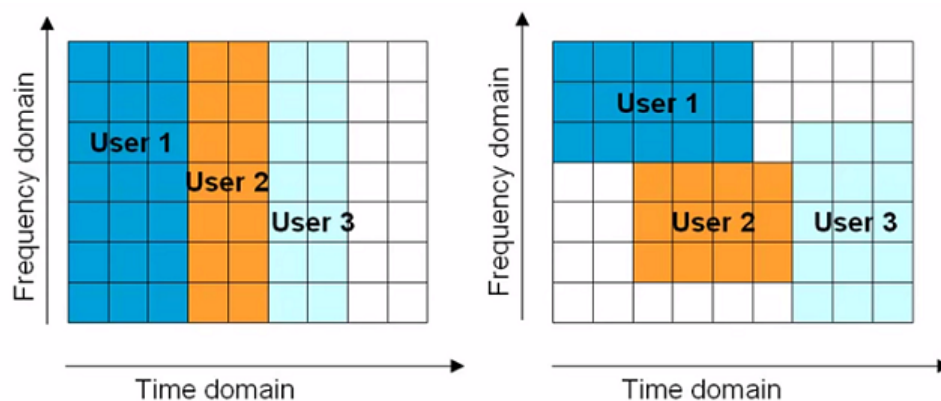 Frequency domain
User 1
User 2
User 3
Time domain
Frequency domain
User 1
User 2
User 3
Time domain